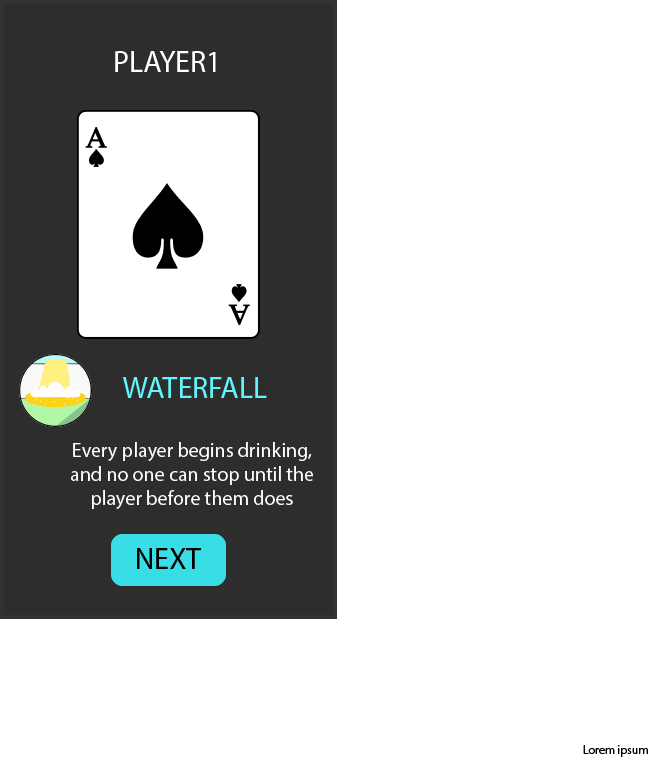 PLAYER1
A
A
WATERFALL
Every player begins drinking,
and no one can stop until the
player before them does
NEXT
Lorem ipsum